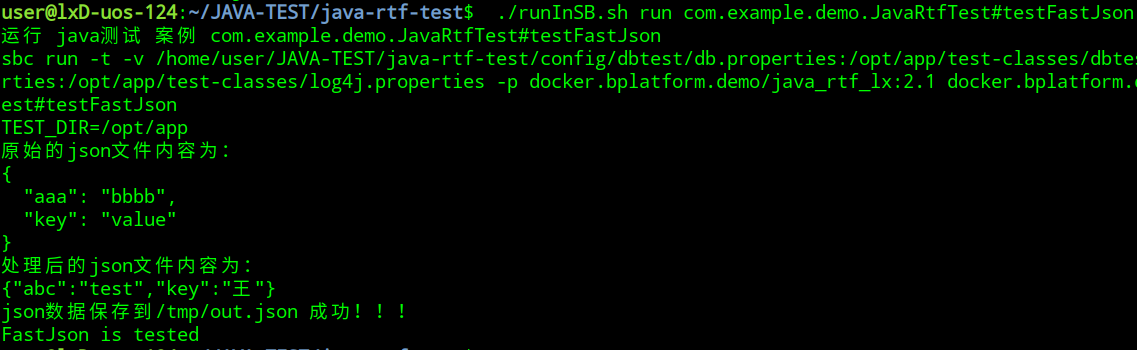 user@lxD-uos-124:~/JAVA-TEST/java-rtf-test$  ./runInSB.sh run com.example.demo.JavaRtfTest#testFastJson
运行 java测试 案例 com.example.demo.JavaRtfTest#testFastJson
sbc run -t -v /home/user/JAVA-TEST/java-rtf-test/config/dbtest/db.properties:/opt/app/test-classes/dbtes
rties:/opt/app/test-classes/log4j.properties -p docker.bplatform.demo/java_rtf_lx:2.1 docker.bplatform.
est#testFastJson
TEST_DIR=/opt/app
原始的json文件内容为:
{
  "aaa": "bbbb",
  "key": "value"
}
处理后的json文件内容为:
{"abc":"test","key":"王"}
json数据保存到/tmp/out.json 成功!!!
FastJson is tested